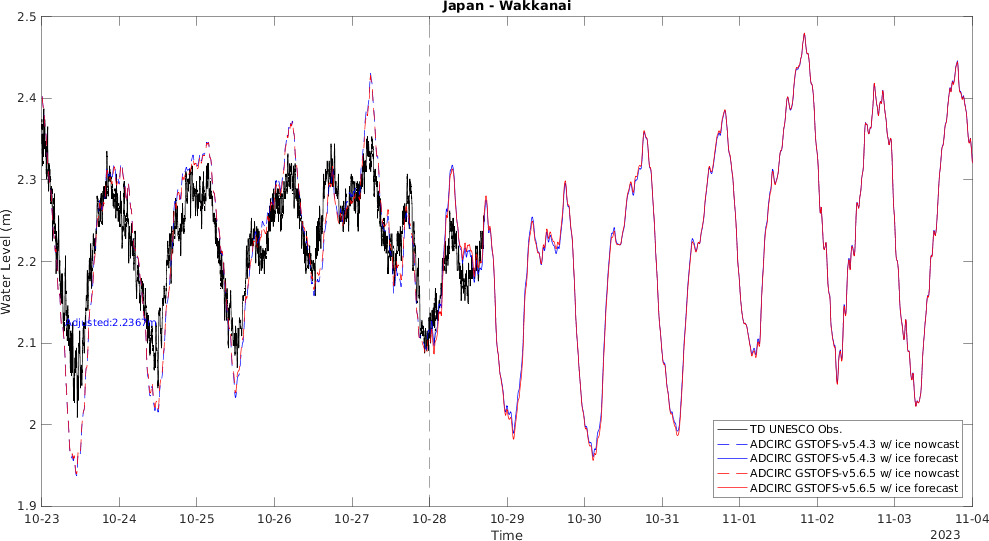 Japan - Wakkanai
Water Level (m)
2.5
2.4
2.3
2.2
2.1
2
1.9
10-23
10-24
10-25
10-26
10-27
10-28
10-29
10-30
10-31
11-01
11-02
11-03
11-04
Time
2023
TD UNESCO Obs.
ADCIRC GSTOFS-v5.4.3 w/ ice nowcast
ADCIRC GSTOFS-v5.4.3 w/ ice forecast
ADCIRC GSTOFS-v5.6.5 w/ ice nowcast
ADCIRC GSTOFS-v5.6.5 w/ ice forecast